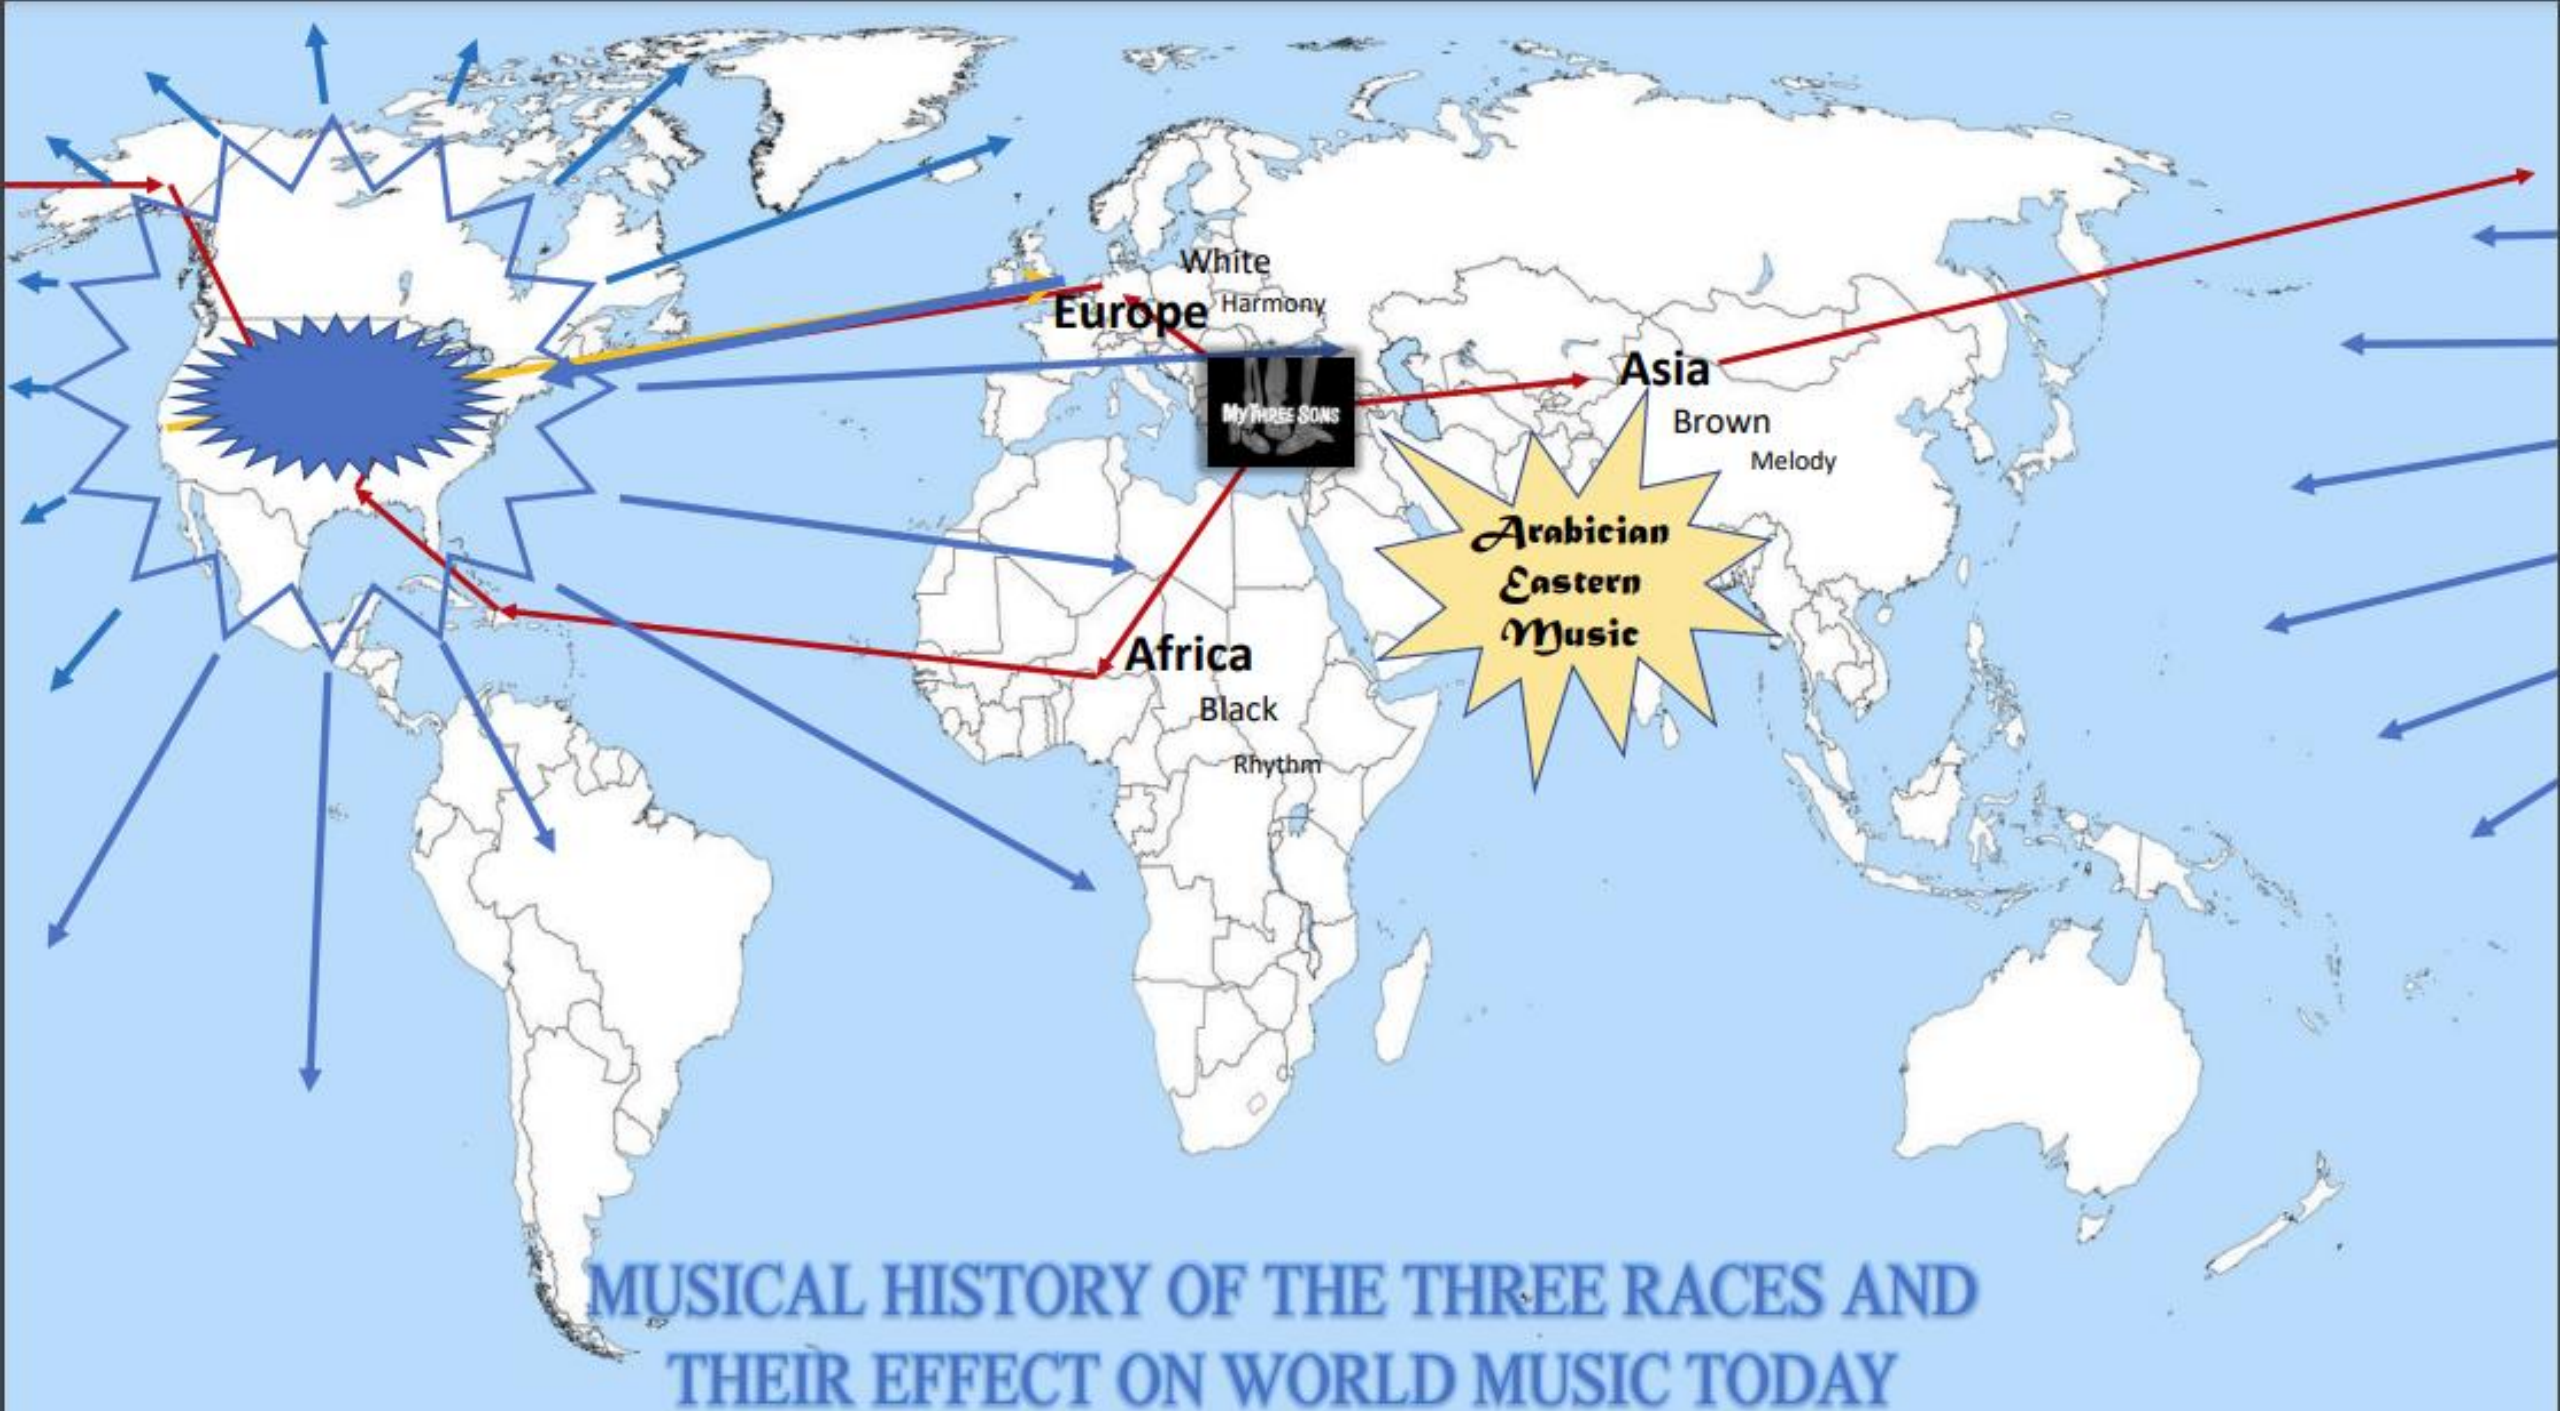 White
Europe
Harmony
My Three Sons
Asia
Brown
Melody
Arabician
Eastern
Music
Africa
Black
Rhythm
MUSICAL HISTORY OF THE THREE RACES AND
THEIR EFFECT ON WORLD MUSIC TODAY